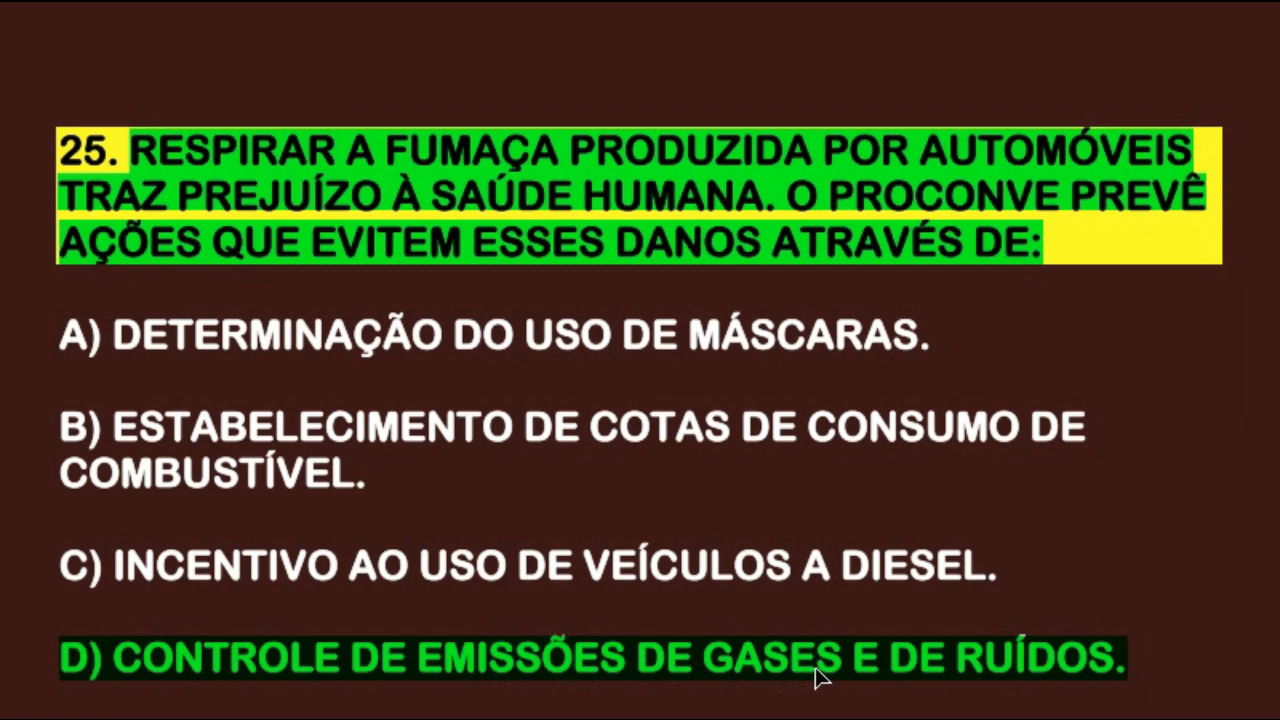 25. RESPIRAR A FUMAÇA PRODUZIDA POR AUTOMÓVEIS
TRAZ PREJUÍZO À SAÚDE HUMANA. O PROCONVE PREVÊ
AÇÕES QUE EVITEM ESSES DANOS ATRAVÉS DE:
A) DETERMINAÇÃO DO USO DE MÁSCARAS.
B) ESTABELECIMENTO DE COTAS DE CONSUMO DE
COMBUSTÍVEL.
C) INCENTIVO AO USO DE VEÍCULOS A DIESEL.
D) CONTROLE DE EMISSÕES DE GASES E DE RUÍDOS.